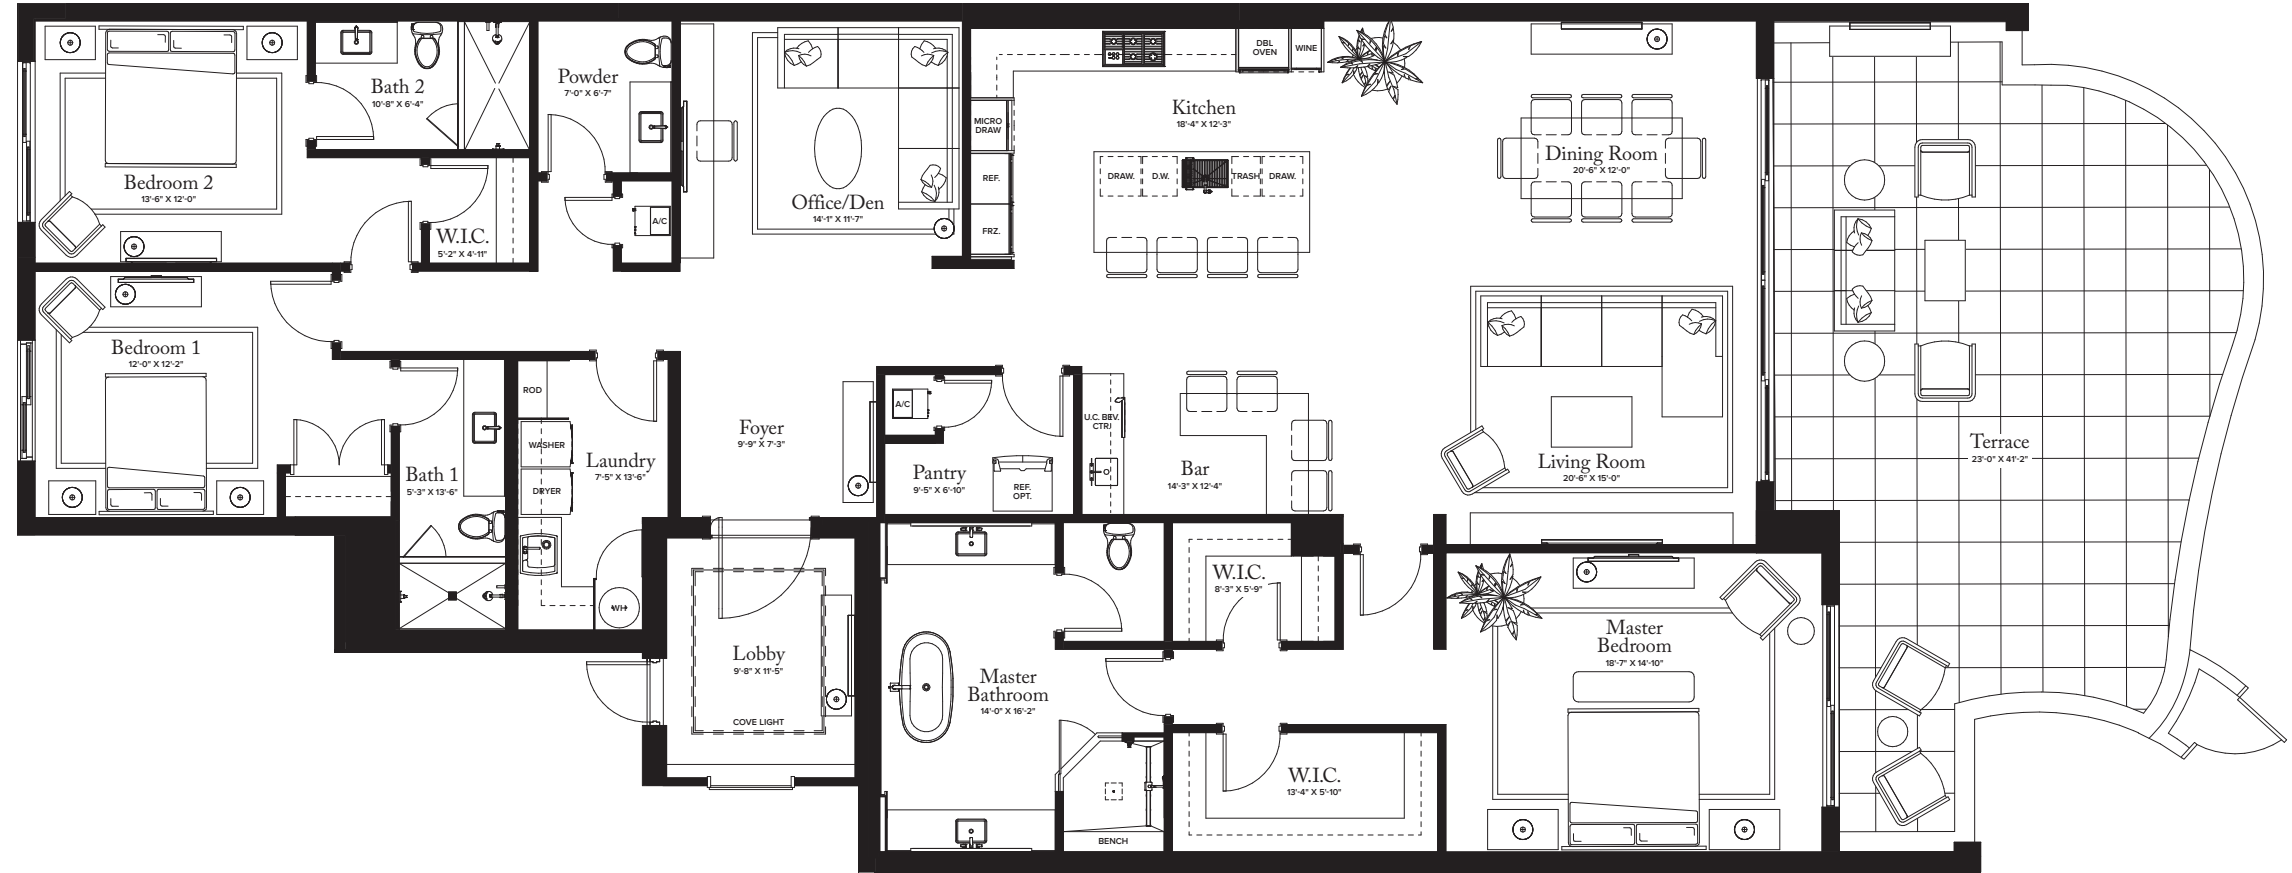 Bedroom 2
13'-6" X 12'-0"
Bath 2
10'-8" X 6'-4"
W.I.C.
5'-2" X 4'-11"
Powder
7'-0" X 6'-7"
A/C
Office/Den
14'-1" X 11'-7"
Kitchen
18'-4" X 12'-3"
DBL
OVEN
WINE
MICRO
DRAW
REF.
FRZ.
DRAW.
D.W.
TRASH
DRAW.
Dining Room
20'-6" X 12'-0"
Bedroom 1
12'-0" X 12'-2"
Bath 1
5'-3" X 13'-6"
ROD
WASHER
DRYER
Laundry
7'-5" X 13'-6"
WH
Foyer
9'-9" X 7'-3"
A/C
Pantry
9'-5" X 6'-10"
REF.
OPT.
U.C. BEV.
CTR.
Bar
14'-3" X 12'-4"
Living Room
20'-6" X 15'-0"
Terrace
23'-0" X 41'-2"
Lobby
9'-8" X 11'-5"
COVE LIGHT
Master
Bathroom
14'-0" X 16'-2"
BENCH
W.I.C.
8'-3" X 5'-9"
W.I.C.
13'-4" X 5'-10"
Master
Bedroom
18'-7" X 14'-10"